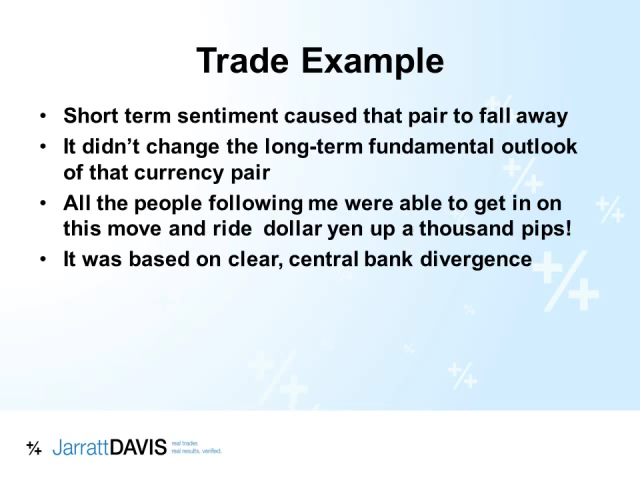 Trade Example
• Short term sentiment caused that pair to fall away
• It didn’t change the long-term fundamental outlook
of that currency pair
• All the people following me were able to get in on
this move and ride  dollar yen up a thousand pips!
• It was based on clear, central bank divergence
JarrattDAVIS
real trades
real results, verified.